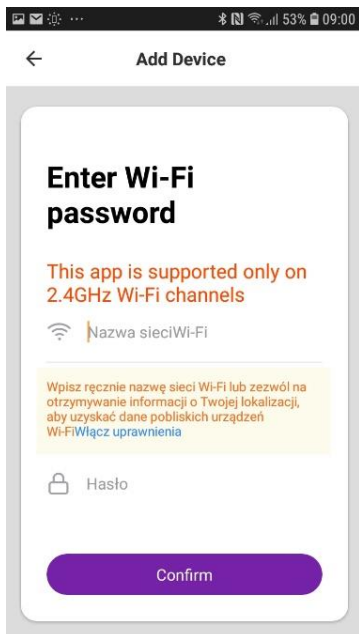 53% 09:00
Add Device
Enter Wi-Fi
password
This app is supported only on
2.4GHz Wi-Fi channels
Nazwa sieciWi-Fi
Wpisz ręcznie nazwę sieci Wi-Fi lub zezwól na
otrzymywanie informacji o Twojej lokalizacji,
aby uzyskać dane pobliskich urządzeń
Wi-FiWłącz uprawnienia
Hasło
Confirm